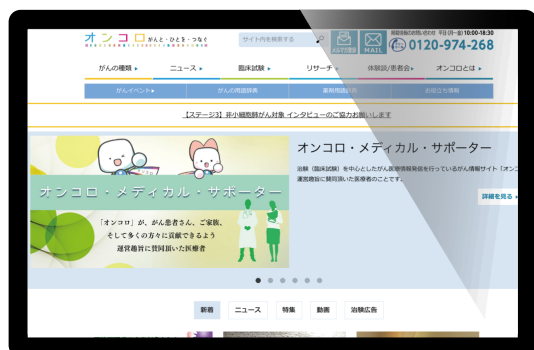 オンコロ がんと・ひとを・つなぐ
サイト内を検索する
MAIL
平日(月~金) 10:00-18:30
0120-974-268
がんの種類 ニュース 臨床試験 リサーチ 体験談/患者会 オンコロとは
がんイベント がんの用語辞典 薬剤用語辞典 お役立ち情報
【ステージ3】非小細胞肺がん対象 インタビューのご協力お願いします
オンコロ・メディカル・サポーター
「オンコロ」が、がん患者さん、ご家族、
そして多くの方々に貢献できるよう
運営趣旨に賛同頂いた医療者
オンコロ・メディカル・サポーター
治験(臨床試験)を中心としたがん医療情報発信を行っているがん情報サイト「オンコ
運営趣旨に賛同頂いた医療者のことです。
詳細を見る
新着 ニュース 特集 動画 治験広告